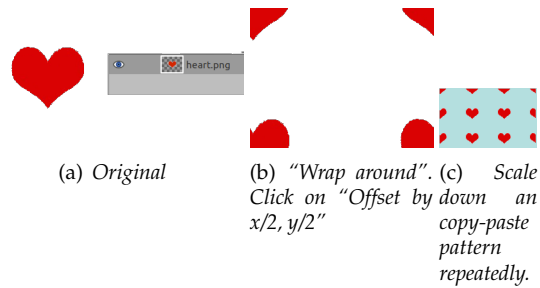 heart.png
(a) Original
(b) "Wrap around".
Click on "Offset by
x/2, y/2"
(c) Scale
down an
copy-paste
pattern
repeatedly.